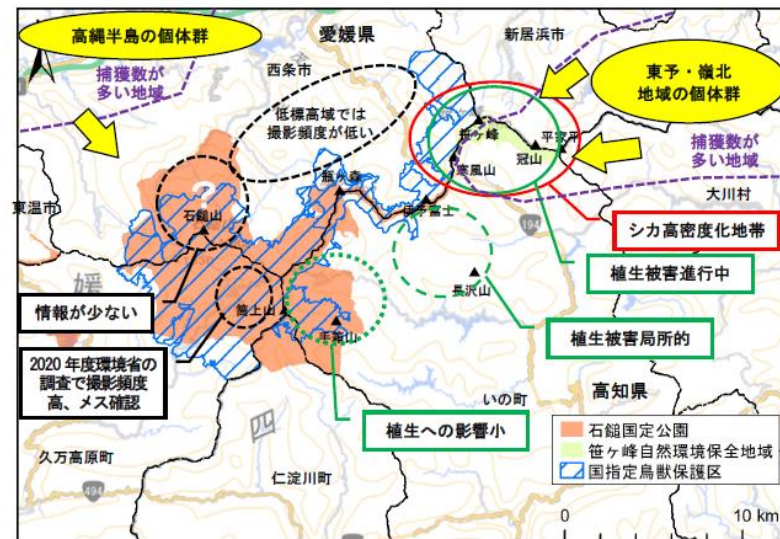 高縄半島の個体群
愛媛県
新居浜市
西条市
捕獲数が
多い地域
低標高域では
撮影頻度が低い
東予・嶺北
地域の個体群
笹ヶ峰
平家平
冠山
寒風山
捕獲数が
多い地域
瓶ヶ森
伊予富士
大川村
東温市
?
石鎚山
194
シカ高密度化地帯
植生被害進行中
長沢山
媛
情報が少ない
筒上山
手箱山
植生被害局所的
2020 年度環境省の
調査で撮影頻度
高、メス確認
高知県
いの町
植生への影響小
四
石鎚国定公園
笹ヶ峰自然環境保全地域
国指定鳥獣保護区
久万高原町
仁淀川町
494
194
0
10 km